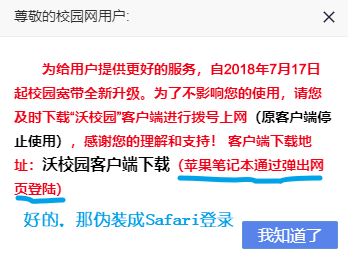 尊敬的校园网用户:
为给用户提供更好的服务，自2018年7月17日
起校园宽带全新升级。为了不影响您的使用，请您
及时下载“沃校园”客户端进行拨号上网（原客户端停
止使用），感谢您的理解和支持！ 客户端下载地
址：沃校园客户端下载（苹果笔记本通过弹出网
页登陆）
好的。那伪装成Safari登录
我知道了